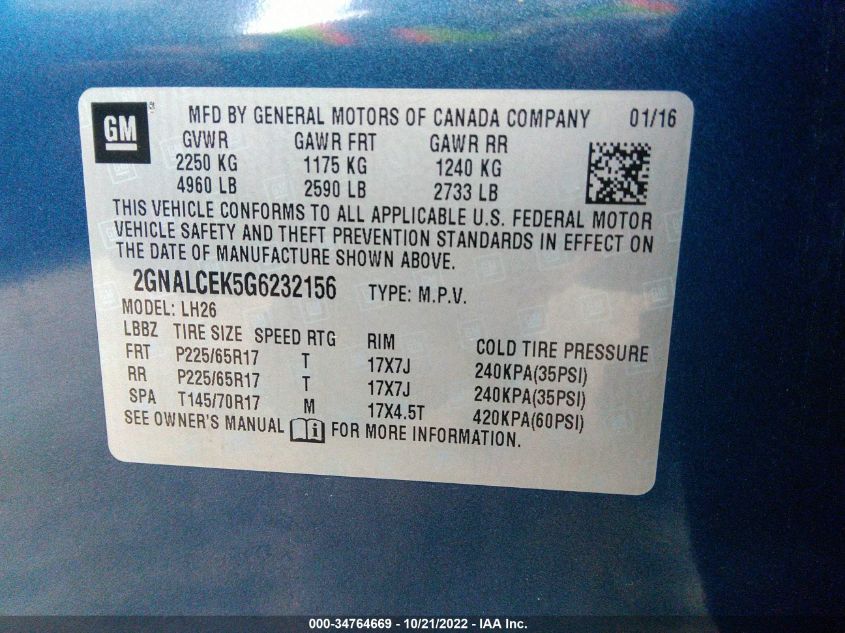 GM
MFD BY GENERAL MOTORS OF CANADA COMPANY 01/16
GVWR GAWR FRT GAWR RR
2250 KG 1175 KG 1240 KG
4960 LB 2590 LB 2733 LB
THIS VEHICLE CONFORMS TO ALL APPLICABLE U.S. FEDERAL MOTOR
VEHICLE SAFETY AND THEFT PREVENTION STANDARDS IN EFFECT ON
THE DATE OF MANUFACTURE SHOWN ABOVE.
2GNALCEK5G6232156 TYPE: M.P.V.
MODEL: LH26
LBBZ TIRE SIZE SPEED RTG RIM COLD TIRE PRESSURE
FRT P225/65R17 T 17X7J 240KPA(35PSI)
RR P225/65R17 T 17X7J 240KPA(35PSI)
SPA T145/70R17 M 17X4.5T 420KPA(60PSI)
SEE OWNER'S MANUAL FOR MORE INFORMATION.
000-34764669 - 10/21/2022 - IAA Inc.